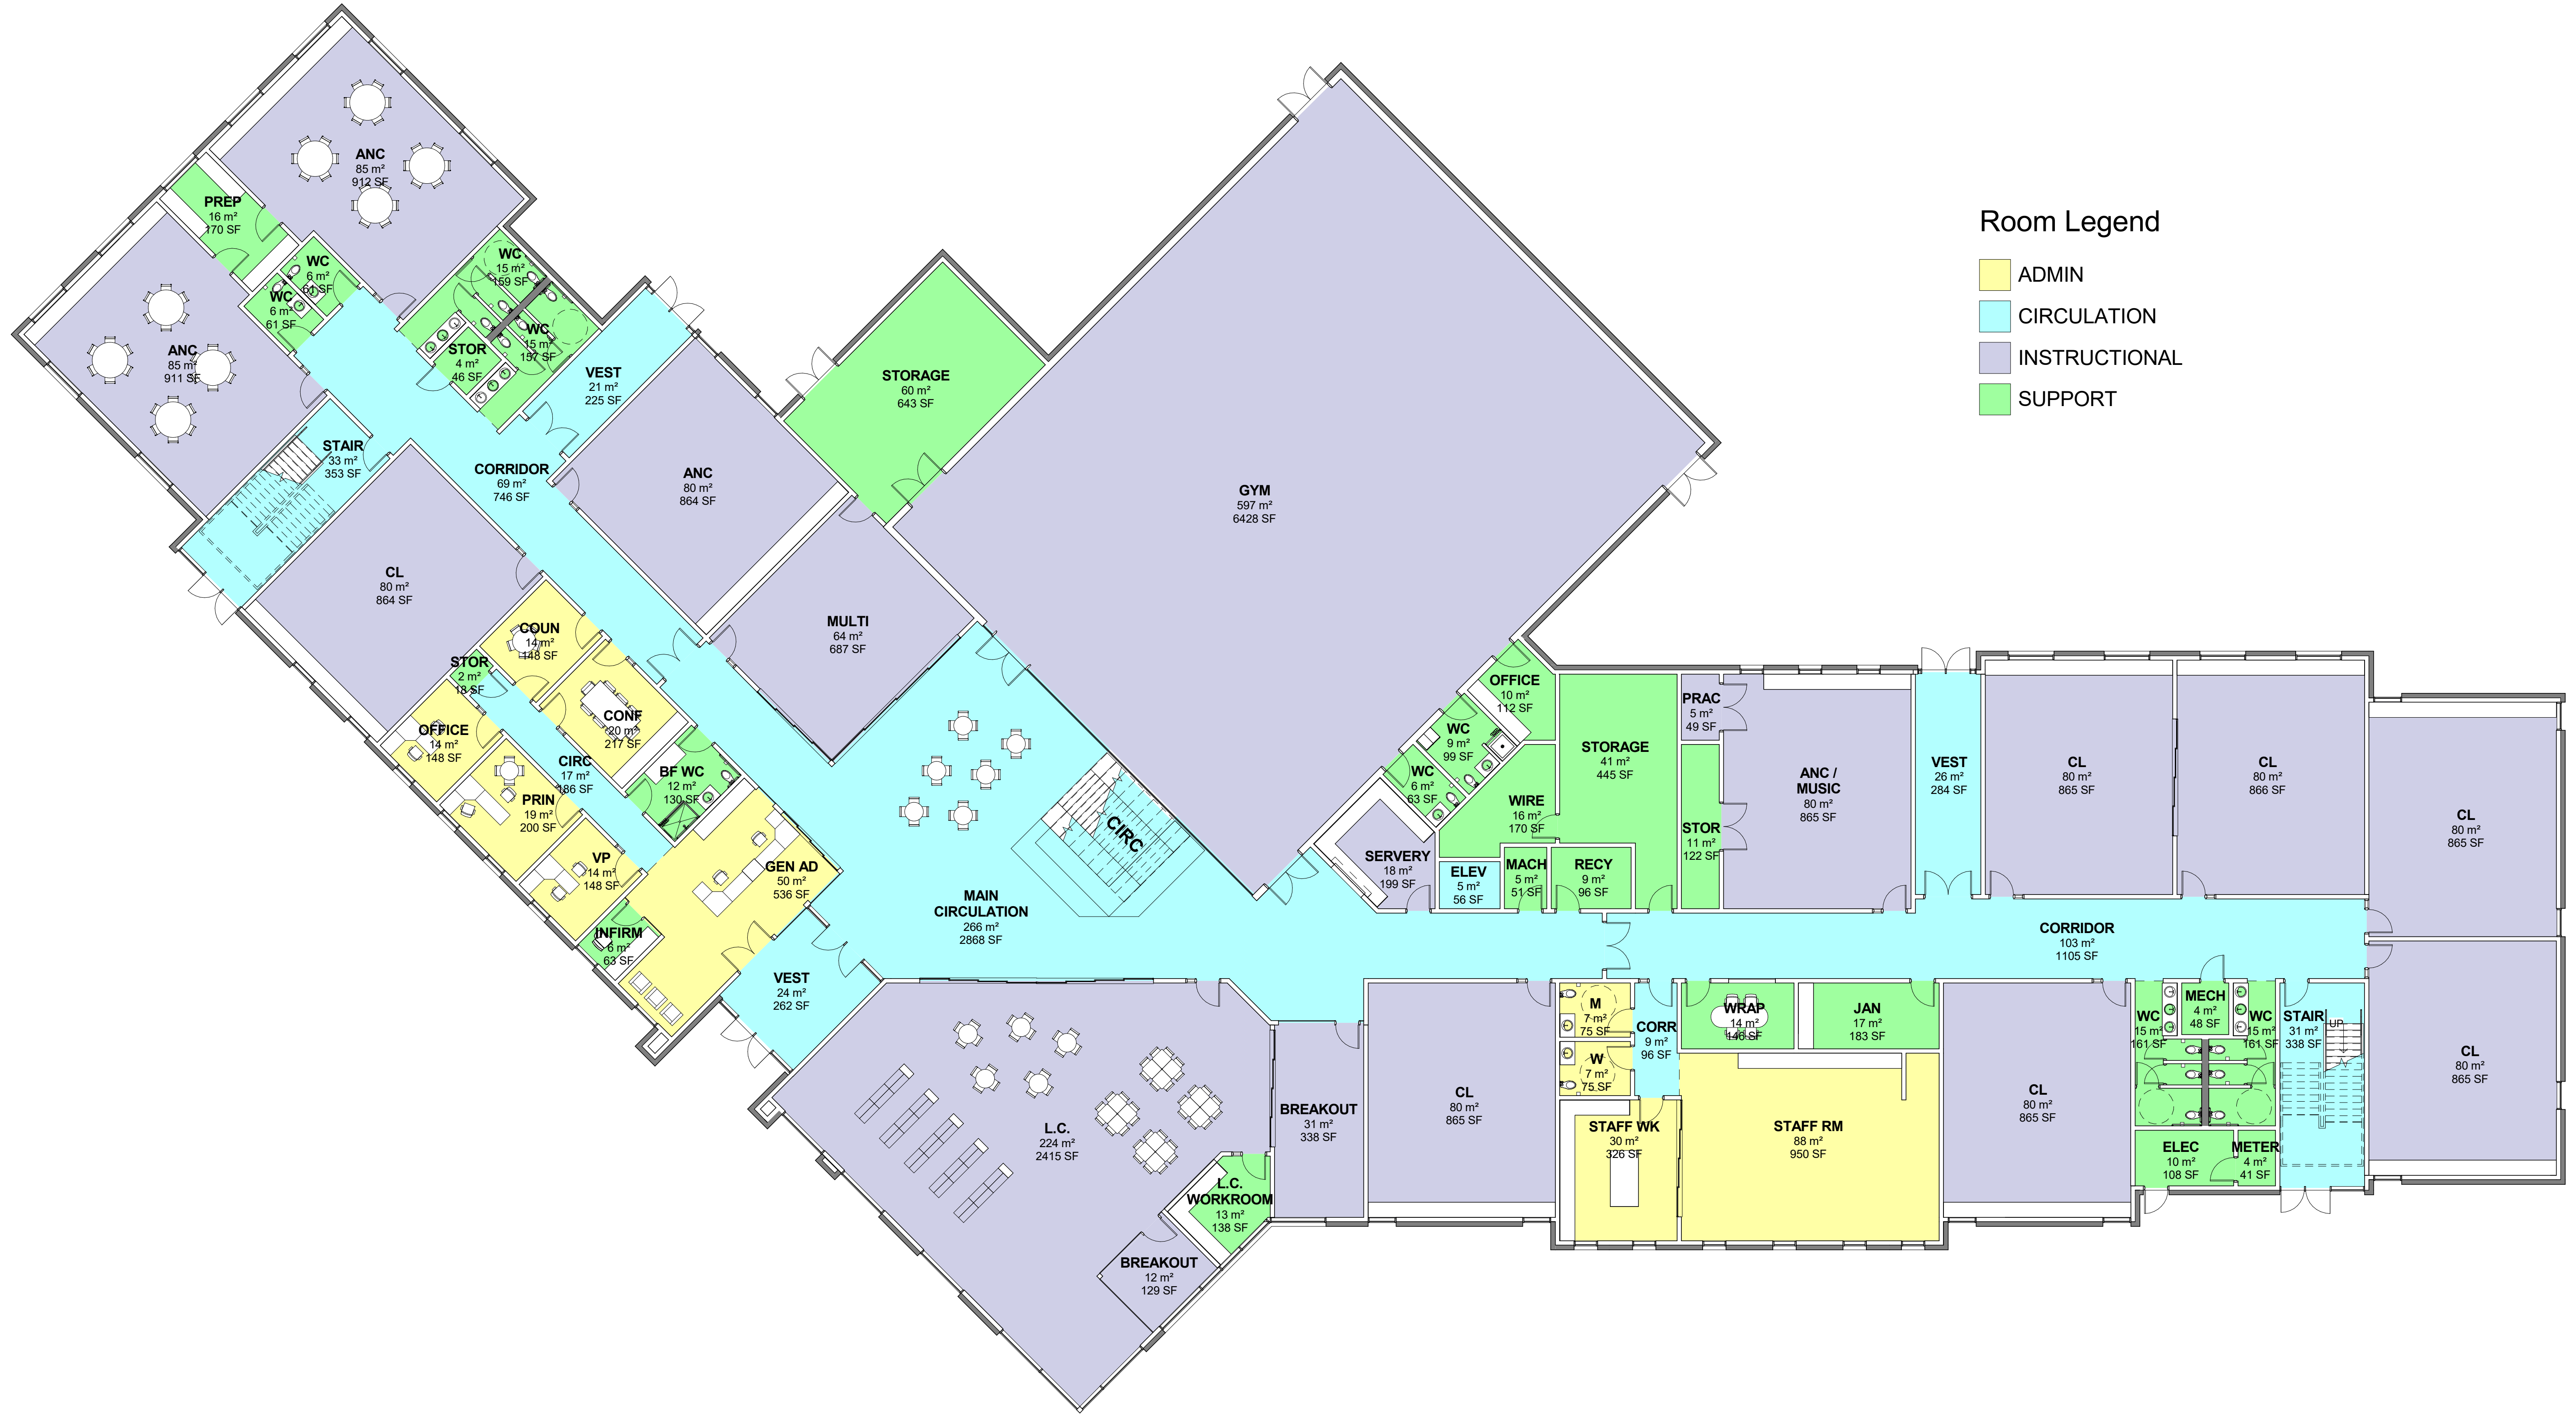 Room Legend
ADMIN
CIRCULATION
INSTRUCTIONAL
SUPPORT
ANC
85 m²
912 SF
PREP
16 m²
170 SF
WC
6 m²
61 SF
WC
6 m²
61 SF
ANC
85 m²
911 SF
WC
15 m²
159 SF
WC
15 m²
157 SF
STOR
4 m²
46 SF
VEST
21 m²
225 SF
STAIR
33 m²
353 SF
CORRIDOR
69 m²
746 SF
ANC
80 m²
864 SF
STORAGE
60 m²
643 SF
GYM
597 m²
6428 SF
CL
80 m²
864 SF
MULTI
64 m²
687 SF
COUN
14 m²
148 SF
STOR
2 m²
18 SF
OFFICE
14 m²
148 SF
CONF
20 m²
217 SF
CIRC
17 m²
186 SF
BF WC
12 m²
130 SF
PRIN
19 m²
200 SF
VP
14 m²
148 SF
GEN AD
50 m²
536 SF
INFIRM
6 m²
63 SF
VEST
24 m²
262 SF
MAIN
CIRCULATION
266 m²
2868 SF
CIRC
OFFICE
10 m²
112 SF
WC
9 m²
99 SF
WC
6 m²
63 SF
STORAGE
41 m²
445 SF
WIRE
16 m²
170 SF
SERVERY
18 m²
199 SF
ELEV
5 m²
56 SF
MACH
5 m²
51 SF
RECY
9 m²
96 SF
PRAC
5 m²
49 SF
STOR
11 m²
122 SF
ANC /
MUSIC
80 m²
865 SF
VEST
26 m²
284 SF
CL
80 m²
865 SF
CL
80 m²
866 SF
CL
80 m²
865 SF
CORRIDOR
103 m²
1105 SF
L.C.
224 m²
2415 SF
BREAKOUT
31 m²
338 SF
L.C.
WORKROOM
13 m²
138 SF
BREAKOUT
12 m²
129 SF
CL
80 m²
865 SF
M
7 m²
75 SF
W
7 m²
75 SF
CORR
9 m²
96 SF
WRAP
14 m²
146 SF
JAN
17 m²
183 SF
STAFF WK
30 m²
326 SF
STAFF RM
88 m²
950 SF
CL
80 m²
865 SF
WC
15 m²
161 SF
MECH
4 m²
48 SF
WC
15 m²
161 SF
STAIR
31 m²
338 SF
UP
ELEC
10 m²
108 SF
METER
4 m²
41 SF
CL
80 m²
865 SF